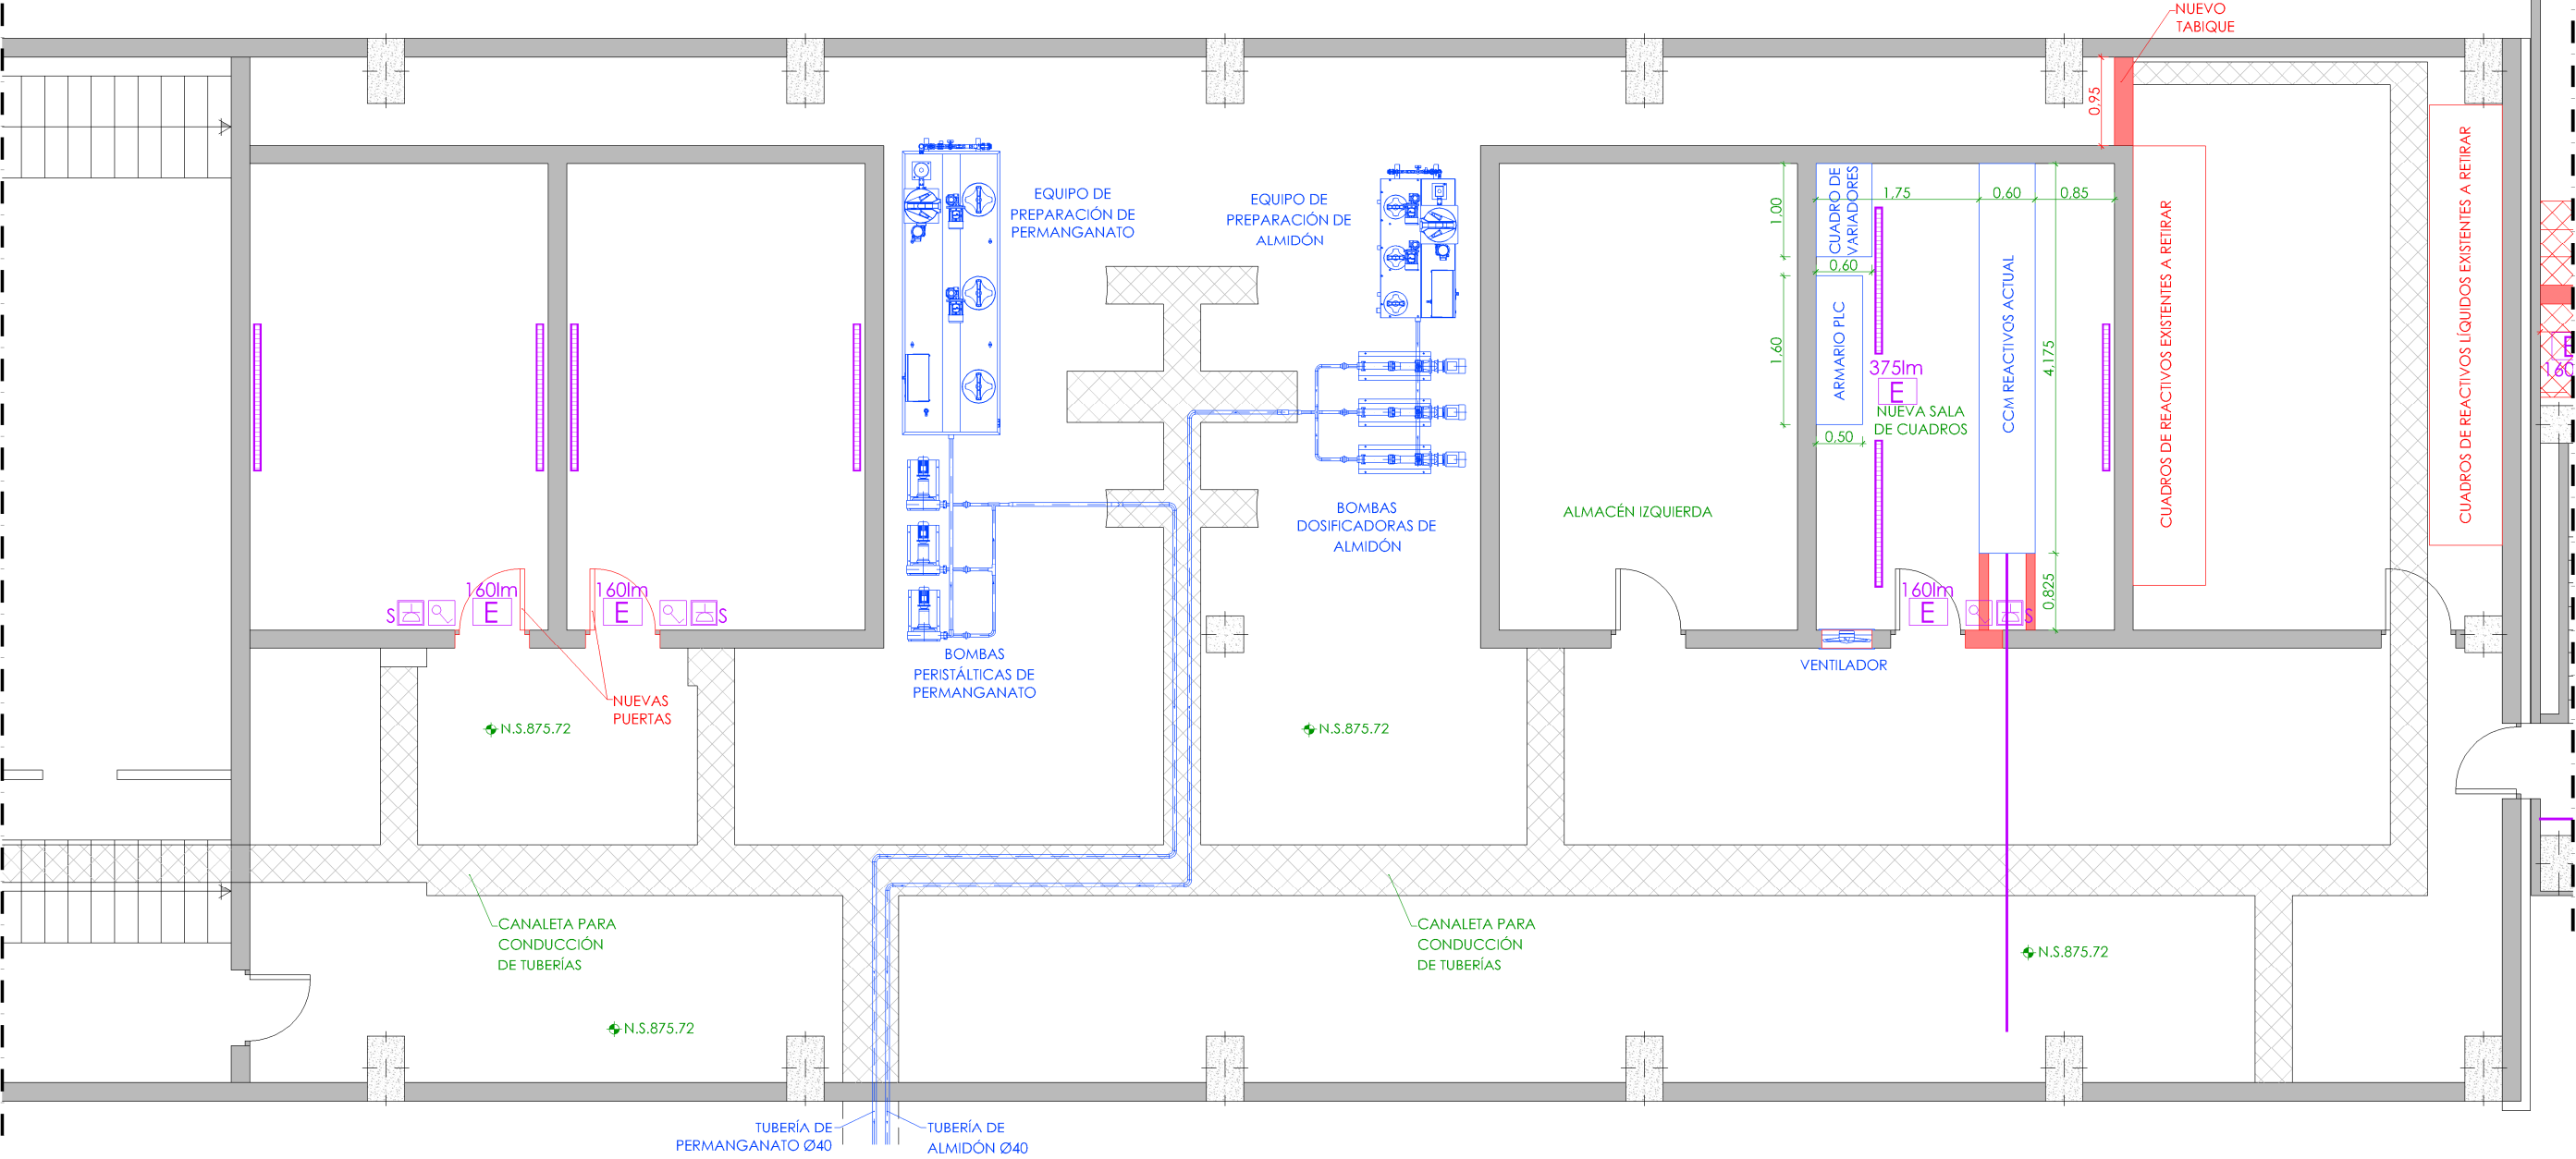 NUEVO
TABIQUE
0,95
EQUIPO DE
PREPARACIÓN DE
PERMANGANATO
EQUIPO DE
PREPARACIÓN DE
ALMIDÓN
1,00
CUADRO DE
VARIADORES
1,75
0,60
0,85
0,60
1,60
ARMARIO PLC
0,50
375lm
E
NUEVA SALA
DE CUADROS
CCM REACTIVOS ACTUAL
4,175
0,825
CUADROS DE REACTIVOS EXISTENTES A RETIRAR
CUADROS DE REACTIVOS LÍQUIDOS EXISTENTES A RETIRAR
E
160
BOMBAS
DOSIFICADORAS DE
ALMIDÓN
ALMACÉN IZQUIERDA
S
160lm
E
160lm
E
S
160lm
E
S
BOMBAS
PERISTÁLTICAS DE
PERMANGANATO
VENTILADOR
NUEVAS
PUERTAS
N.S.875.72
N.S.875.72
CANALETA PARA
CONDUCCIÓN
DE TUBERÍAS
CANALETA PARA
CONDUCCIÓN
DE TUBERÍAS
N.S.875.72
N.S.875.72
TUBERÍA DE
PERMANGANATO Ø40
TUBERÍA DE
ALMIDÓN Ø40